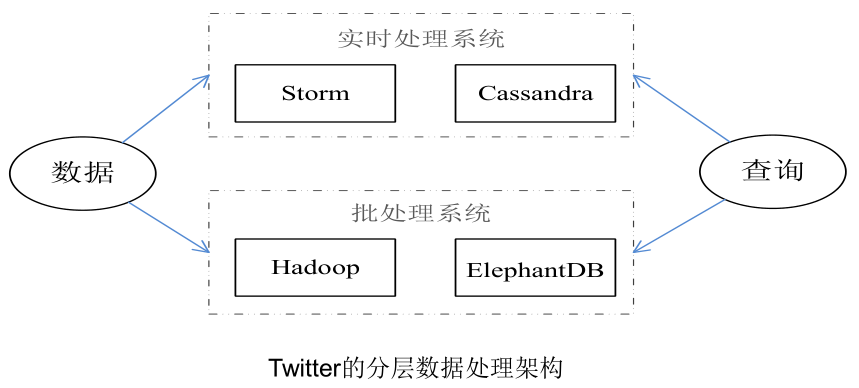 实时处理系统
Storm
Cassandra
数据
查询
批处理系统
Hadoop
ElephantDB
Twitter的分层数据处理架构